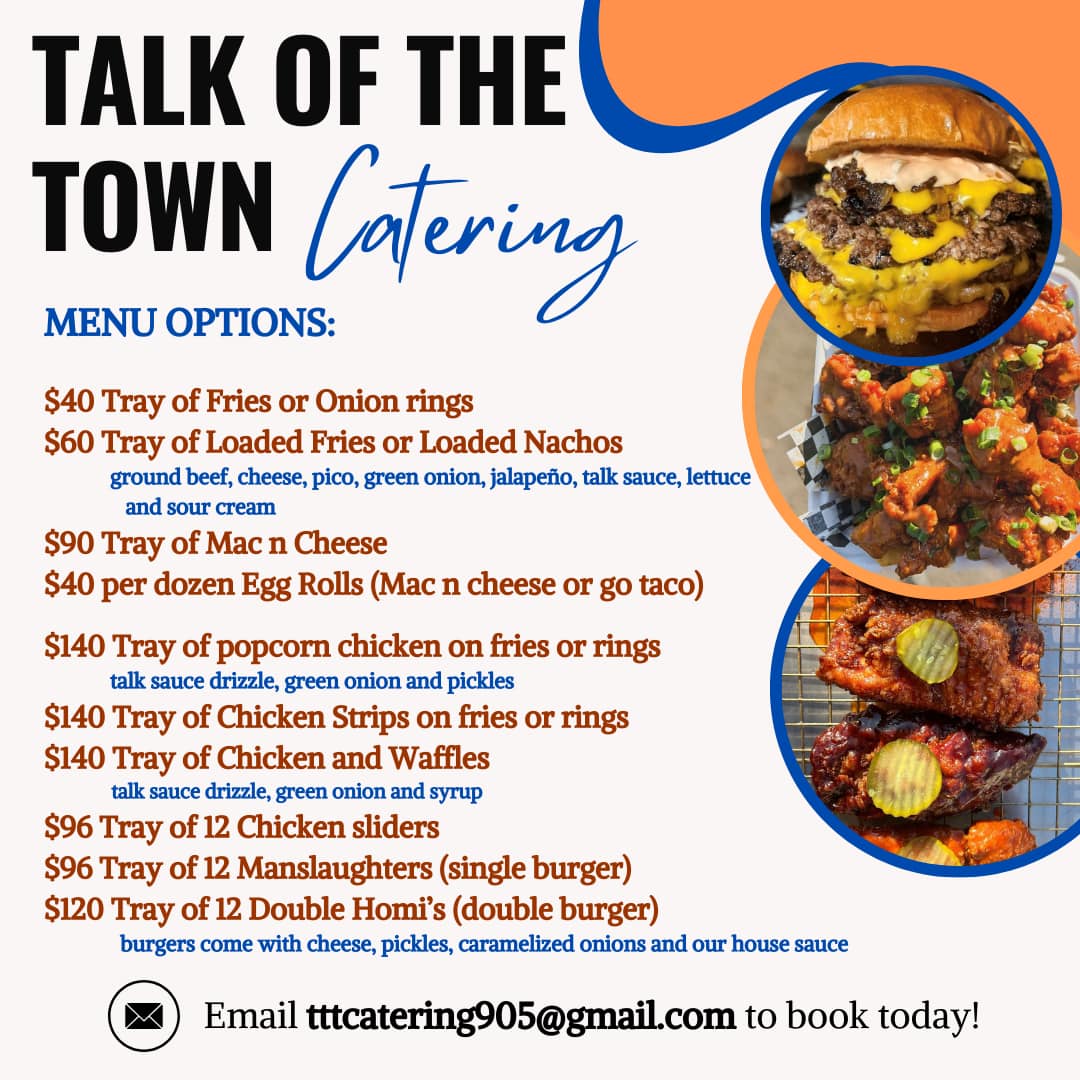 TALK OF THE
TOWN Catering
MENU OPTIONS:
$40 Tray of Fries or Onion rings
$60 Tray of Loaded Fries or Loaded Nachos
ground beef, cheese, pico, green onion, jalapeño, talk sauce, lettuce
and sour cream
$90 Tray of Mac n Cheese
$40 per dozen Egg Rolls (Mac n cheese or go taco)
$140 Tray of popcorn chicken on fries or rings
talk sauce drizzle, green onion and pickles
$140 Tray of Chicken Strips on fries or rings
$140 Tray of Chicken and Waffles
talk sauce drizzle, green onion and syrup
$96 Tray of 12 Chicken sliders
$96 Tray of 12 Manslaughters (single burger)
$120 Tray of 12 Double Homi's (double burger)
burgers come with cheese, pickles, caramelized onions and our house sauce
Email tttcatering905@gmail.com to book today!